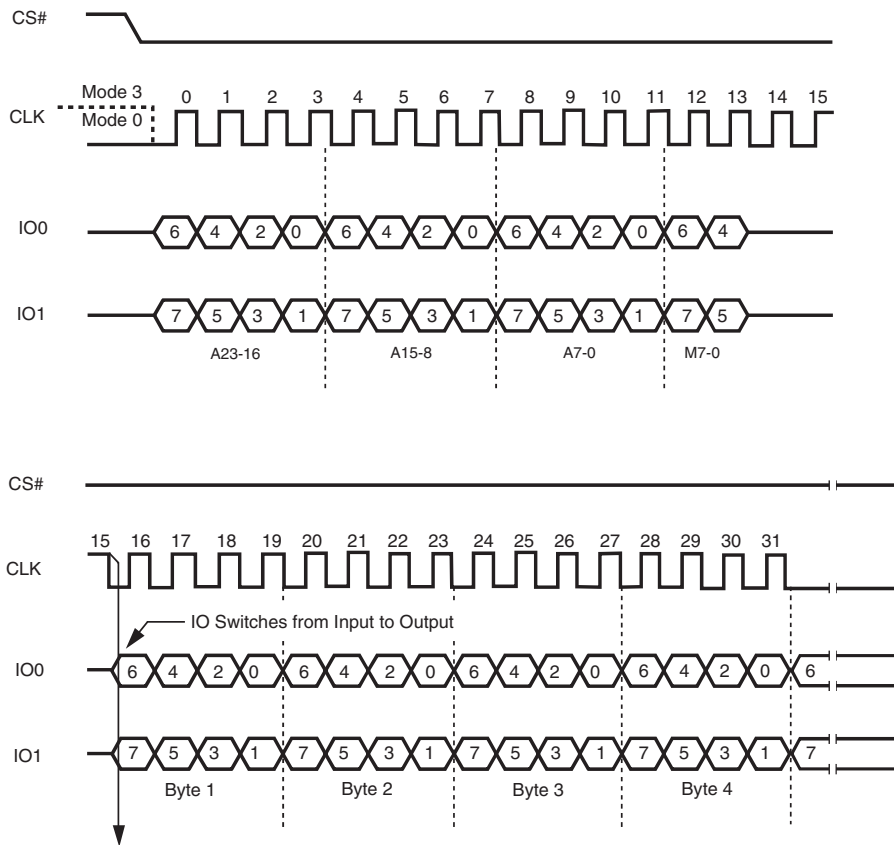 CS#
Mode 3
Mode 0
CLK
0 1 2 3 4 5 6 7 8 9 10 11 12 13 14 15
IO0
6 4 2 0 6 4 2 0 6 4 2 0 6 4
IO1
7 5 3 1 7 5 3 1 7 5 3 1 7 5
A23-16 A15-8 A7-0 M7-0
CS#
15 16 17 18 19 20 21 22 23 24 25 26 27 28 29 30 31
CLK
IO Switches from Input to Output
IO0
6 4 2 0 6 4 2 0 6 4 2 0 6 4 2 0 6
IO1
7 5 3 1 7 5 3 1 7 5 3 1 7 5 3 1 7
Byte 1 Byte 2 Byte 3 Byte 4